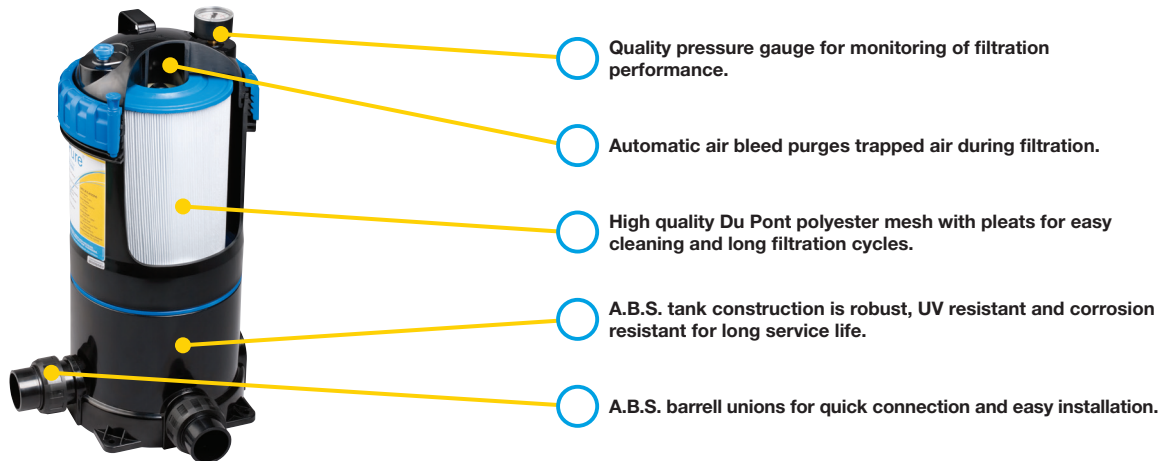 Quality pressure gauge for monitoring of filtration
performance.
Automatic air bleed purges trapped air during filtration.
High quality Du Pont polyester mesh with pleats for easy
cleaning and long filtration cycles.
A.B.S. tank construction is robust, UV resistant and corrosion
resistant for long service life.
A.B.S. barrell unions for quick connection and easy installation.